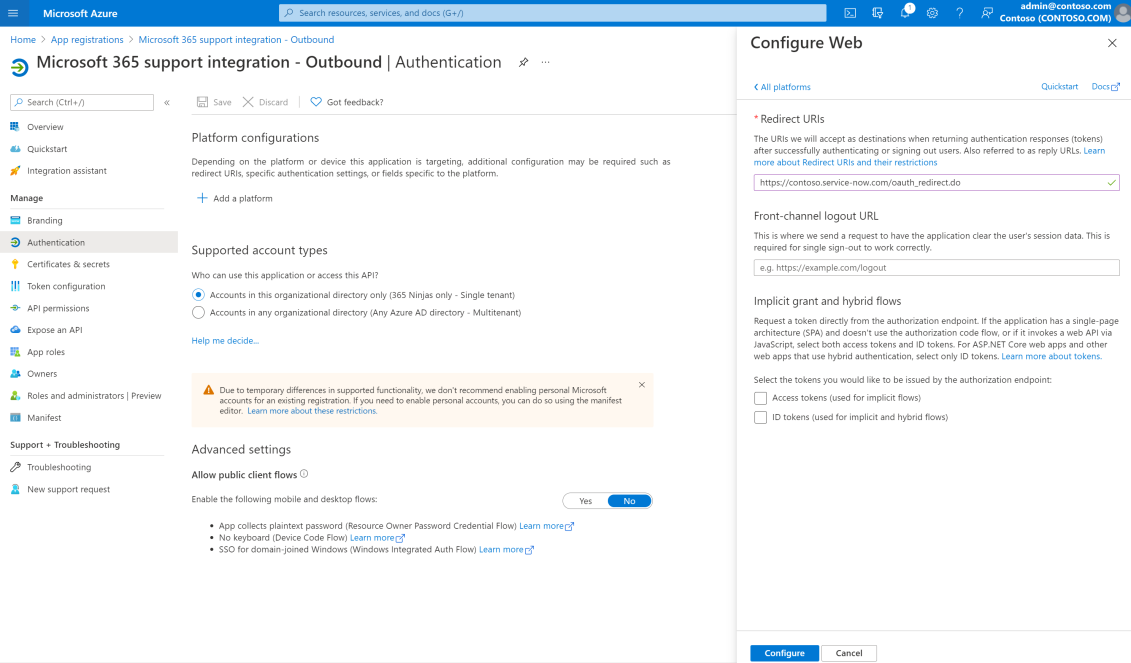 Microsoft Azure
Search resources, services, and docs (G+/)
1
admin@contoso.com
Contoso (CONTOSO.COM)
Home > App registrations > Microsoft 365 support integration - Outbound
Microsoft 365 support integration - Outbound | Authentication
Search (Ctrl+/)
«
Overview
Quickstart
Integration assistant
Manage
Branding
Authentication
Certificates & secrets
Token configuration
API permissions
Expose an API
App roles
Owners
Roles and administrators | Preview
Manifest
Support + Troubleshooting
Troubleshooting
New support request
Save Discard Got feedback?
Platform configurations
Depending on the platform or device this application is targeting, additional configuration may be required such as
redirect URIs, specific authentication settings, or fields specific to the platform.
Add a platform
Supported account types
Who can use this application or access this API?
Accounts in this organizational directory only (365 Ninjas only - Single tenant)
Accounts in any organizational directory (Any Azure AD directory - Multitenant)
Help me decide...
Due to temporary differences in supported functionality, we don't recommend enabling personal Microsoft
accounts for an existing registration. If you need to enable personal accounts, you can do so using the manifest
editor. Learn more about these restrictions.
Advanced settings
Allow public client flows
Enable the following mobile and desktop flows:
Yes No
• App collects plaintext password (Resource Owner Password Credential Flow) Learn more
• No keyboard (Device Code Flow) Learn more
• SSO for domain-joined Windows (Windows Integrated Auth Flow) Learn more
Configure Web
All platforms
Quickstart Docs
* Redirect URIs
The URIs we will accept as destinations when returning authentication responses (tokens)
after successfully authenticating or signing out users. Also referred to as reply URLs. Learn
more about Redirect URIs and their restrictions
https://contoso.service-now.com/oauth_redirect.do
Front-channel logout URL
This is where we send a request to have the application clear the user's session data. This is
required for single sign-out to work correctly.
e.g. https://example.com/logout
Implicit grant and hybrid flows
Request a token directly from the authorization endpoint. If the application has a single-page
architecture (SPA) and doesn't use the authorization code flow, or if it invokes a web API via
JavaScript, select both access tokens and ID tokens. For ASP.NET Core web apps and other
web apps that use hybrid authentication, select only ID tokens. Learn more about tokens.
Select the tokens you would like to be issued by the authorization endpoint:
Access tokens (used for implicit flows)
ID tokens (used for implicit and hybrid flows)
Configure Cancel